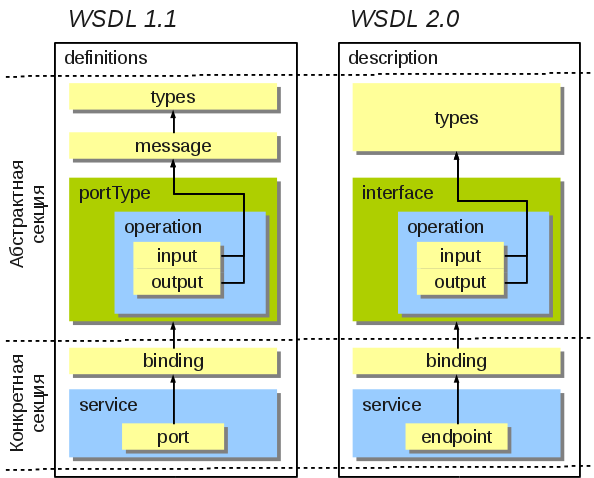 WSDL 1.1
WSDL 2.0
definitions
types
message
portType
operation
input
output
binding
service
port
description
types
interface
operation
input
output
binding
service
endpoint
Абстрактная
секция
Конкретная
секция